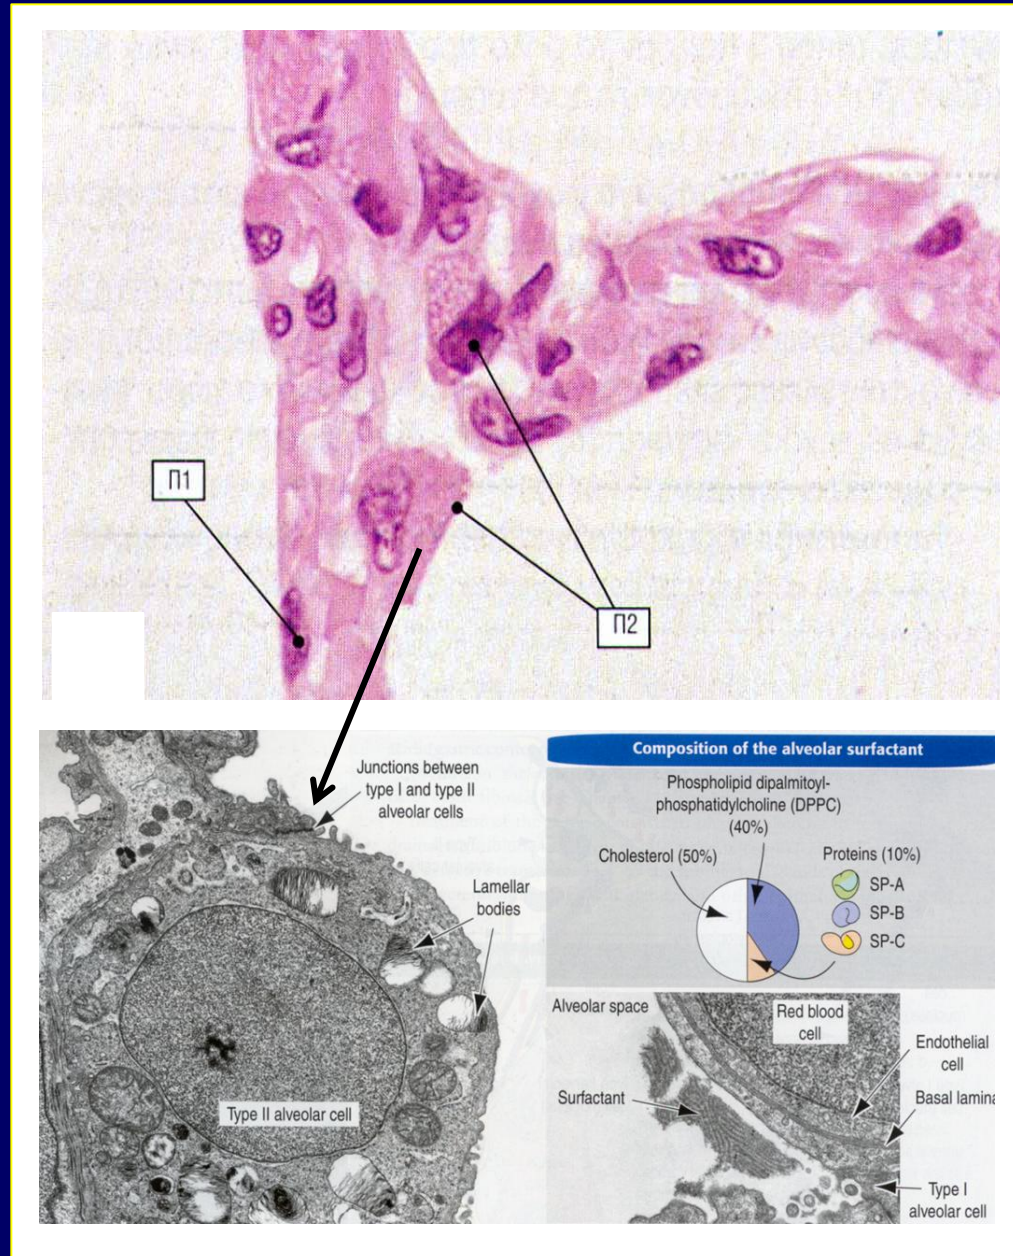 П1
П2
Junctions between
type I and type II
alveolar cells
Lamellar
bodies
Type II alveolar cell
Composition of the alveolar surfactant
Phospholipid dipalmitoyl-
phosphatidylcholine (DPPC)
(40%)
Cholesterol (50%)
Proteins (10%)
SP-A
SP-B
SP-C
Alveolar space
Red blood
cell
Endothelial
cell
Surfactant
Basal lamina
Type I
alveolar cell